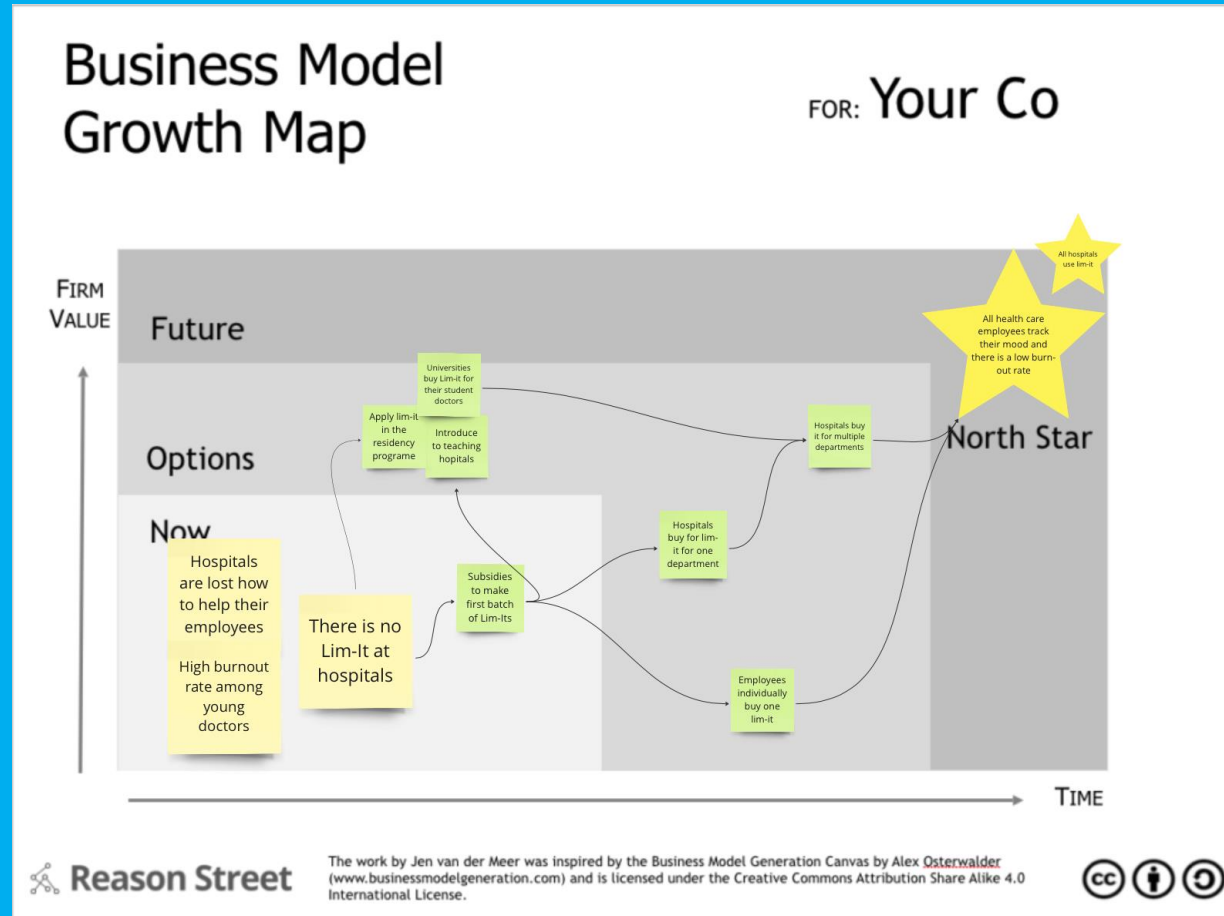 Business Model
Growth Map
FOR: Your Co
FIRM
VALUE
Future
Options
Now
Hospitals
are lost how
to help their
employees
High burnout
rate among
young
doctors
There is no
Lim-It at
hospitals
Apply lim-it
in the
residency
programe
Universities
buy Lim-it for
their student
doctors
Introduce
to teaching
hopitals
Subsidies
to make
first batch
of Lim-Its
Hospitals
buy for lim-
it for one
department
Employees
individually
buy one
lim-it
Hospitals buy
it for multiple
departments
All hospitals
use lim-it
All health care
employees track
their mood and
there is a low burn-
out rate
North Star
TIME
Reason Street
The work by Jen van der Meer was inspired by the Business Model Generation Canvas by Alex Osterwalder
(www.businessmodelgeneration.com) and is licensed under the Creative Commons Attribution Share Alike 4.0
International License.
cc